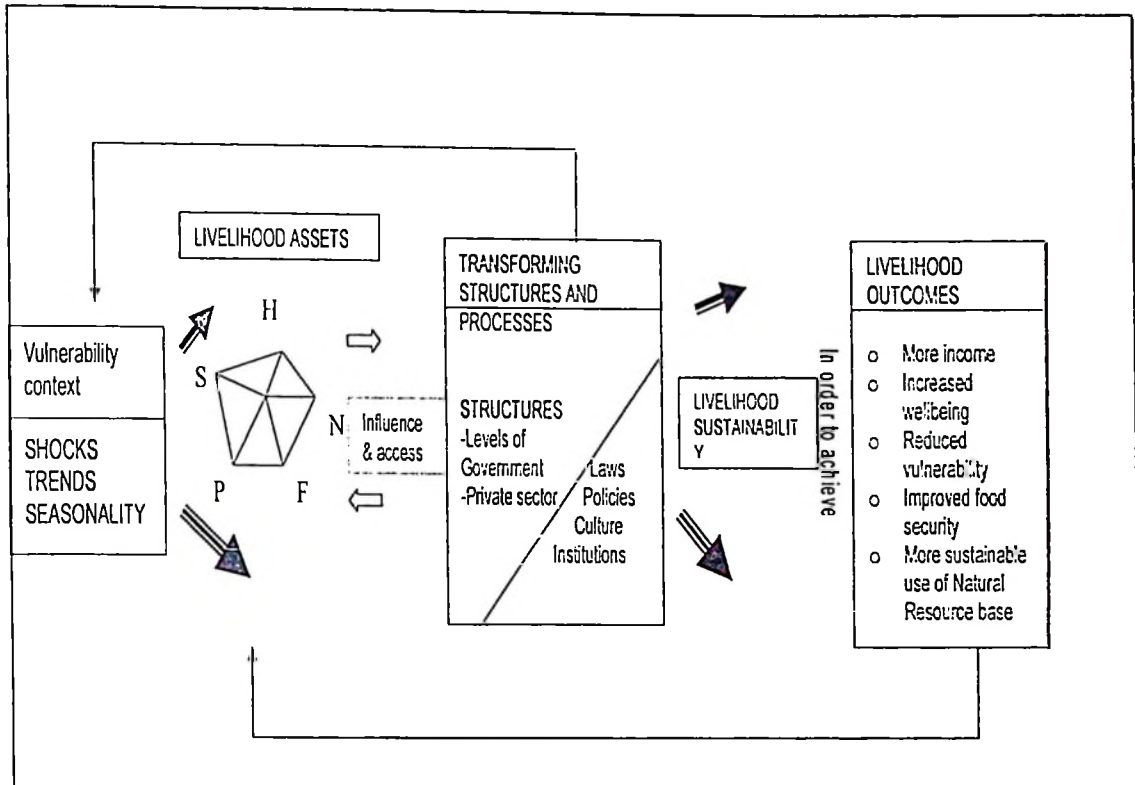 LIVELIHOOD ASSETS
H
S
N
P
F
Vulnerability
context
SHOCKS
TRENDS
SEASONALITY
Influence
& access
TRANSFORMING
STRUCTURES AND
PROCESSES
STRUCTURES
-Levels of
Government
-Private sector
Laws
Policies
Culture
Institutions
LIVELIHOOD
SUSTAINABILIT
Y
In order to achieve
LIVELIHOOD
OUTCOMES
o More income
o Increased
wellbeing
o Reduced
vulnerability
o Improved food
security
o More sustainable
use of Natural
Resource base